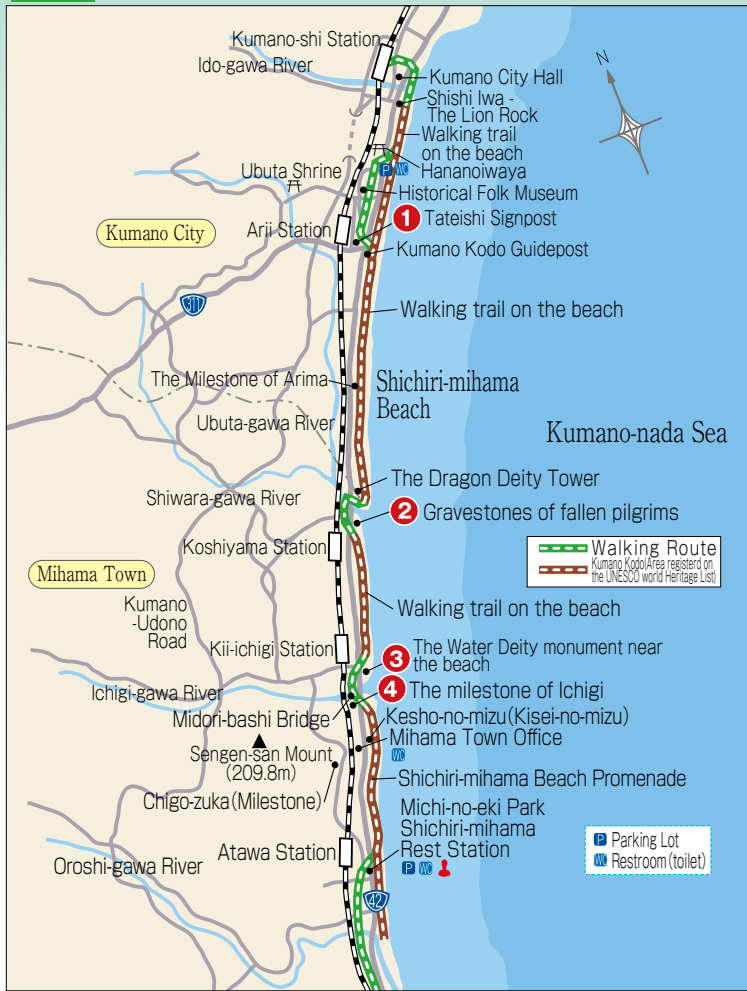 Kumano-shi Station
Ido-gawa River
N
Kumano City Hall
Shishi Iwa -
The Lion Rock
Walking trail
on the beach
Hananoiwaya
P WC
Ubuta Shrine
Historical Folk Museum
1 Tateishi Signpost
Kumano City
Arii Station
Kumano Kodo Guidepost
311
Walking trail on the beach
The Milestone of Arima
Shichiri-mihama
Beach
Ubuta-gawa River
Kumano-nada Sea
The Dragon Deity Tower
Shiwara-gawa River
2 Gravestones of fallen pilgrims
Koshiyama Station
Walking Route
Kumano Kodo(Area registerd on
the UNESCO world Heritage List)
Mihama Town
Kumano
-Udono
Road
Walking trail on the beach
Kii-ichigi Station
3 The Water Deity monument near
the beach
Ichigi-gawa River
4 The milestone of Ichigi
Midori-bashi Bridge
Kesho-no-mizu(Kisei-no-mizu)
Mihama Town Office
WC
Sengen-san Mount
(209.8m)
Shichiri-mihama Beach Promenade
Chigo-zuka(Milestone)
Michi-no-eki Park
Shichiri-mihama
Rest Station
P WC
Atawa Station
Oroshi-gawa River
42
P Parking Lot
WC Restroom(toilet)